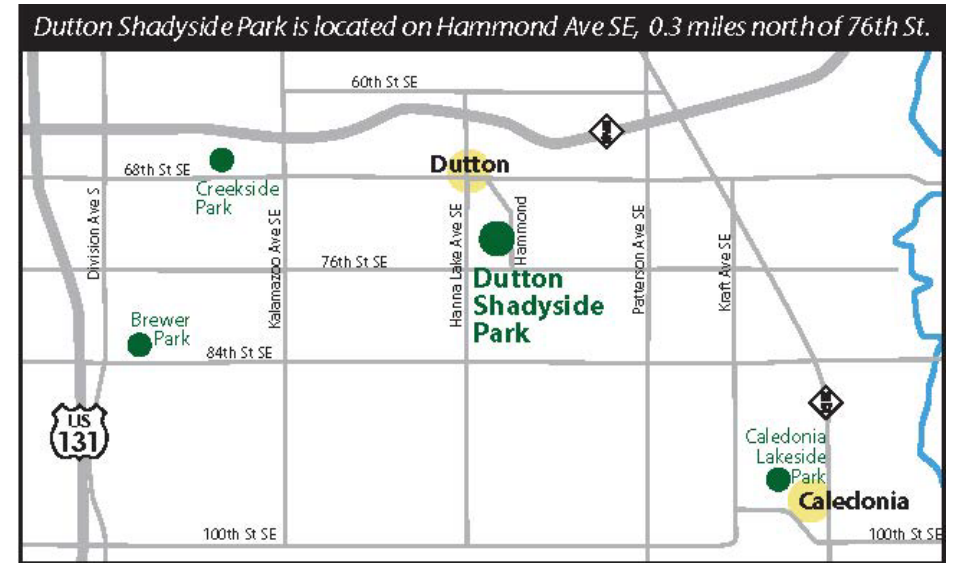 Dutton Shadyside Park is located on Hammond Ave SE, 0.3 miles north of 76th St.
60th St SE
Dutton
68th St SE
Creekside
Park
Division Ave S
Kalamazoo Ave SE
Hanna Lake Ave SE
Hammond
Patterson Ave SE
Kraft Ave SE
76th St SE
Dutton
Shadyside
Park
Brewer
Park
84th St SE
US
131
Caledonia
Lakeside
Park
Caledonia
100th St SE
100th St SE